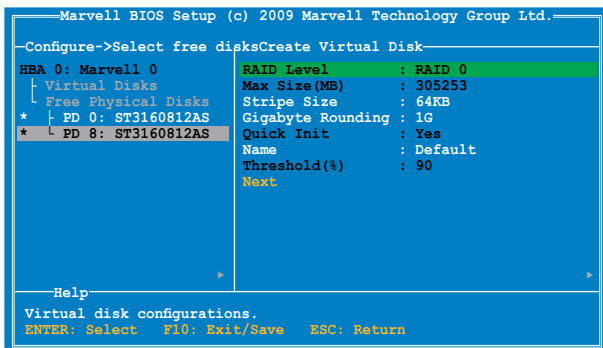 Marvell BIOS Setup (c) 2009 Marvell Technology Group Ltd.
Configure->Select free disksCreate Virtual Disk
HBA 0: Marvell 0
Virtual Disks
Free Physical Disks
* PD 0: ST3160812AS
* PD 8: ST3160812AS
RAID Level : RAID 0
Max Size(MB) : 305253
Stripe Size : 64KB
Gigabyte Rounding : 1G
Quick Init : Yes
Name : Default
Threshold(%) : 90
Next
Help
Virtual disk configurations.
ENTER: Select F10: Exit/Save ESC: Return